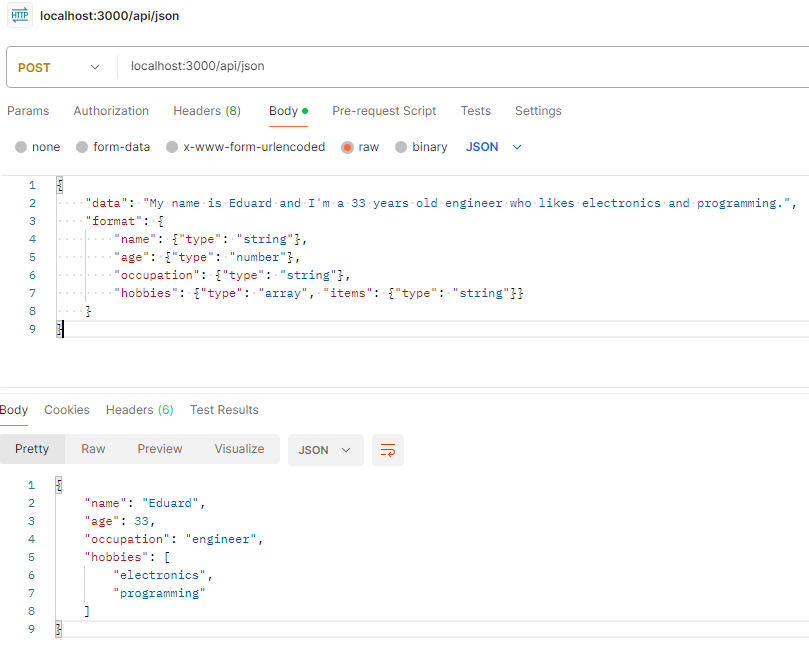 HTTP localhost:3000/api/json
POST localhost:3000/api/json
Params Authorization Headers (8) Body Pre-request Script Tests Settings
none form-data x-www-form-urlencoded raw binary JSON
1 {
2 "data": "My name is Eduard and I'm a 33 years old engineer who likes electronics and programming.",
3 "format": {
4 "name": {"type": "string"},
5 "age": {"type": "number"},
6 "occupation": {"type": "string"},
7 "hobbies": {"type": "array", "items": {"type": "string"}}
8 }
9 }
Body Cookies Headers (6) Test Results
Pretty Raw Preview Visualize JSON
1 {
2 "name": "Eduard",
3 "age": 33,
4 "occupation": "engineer",
5 "hobbies": [
6 "electronics",
7 "programming"
8 ]
9 }